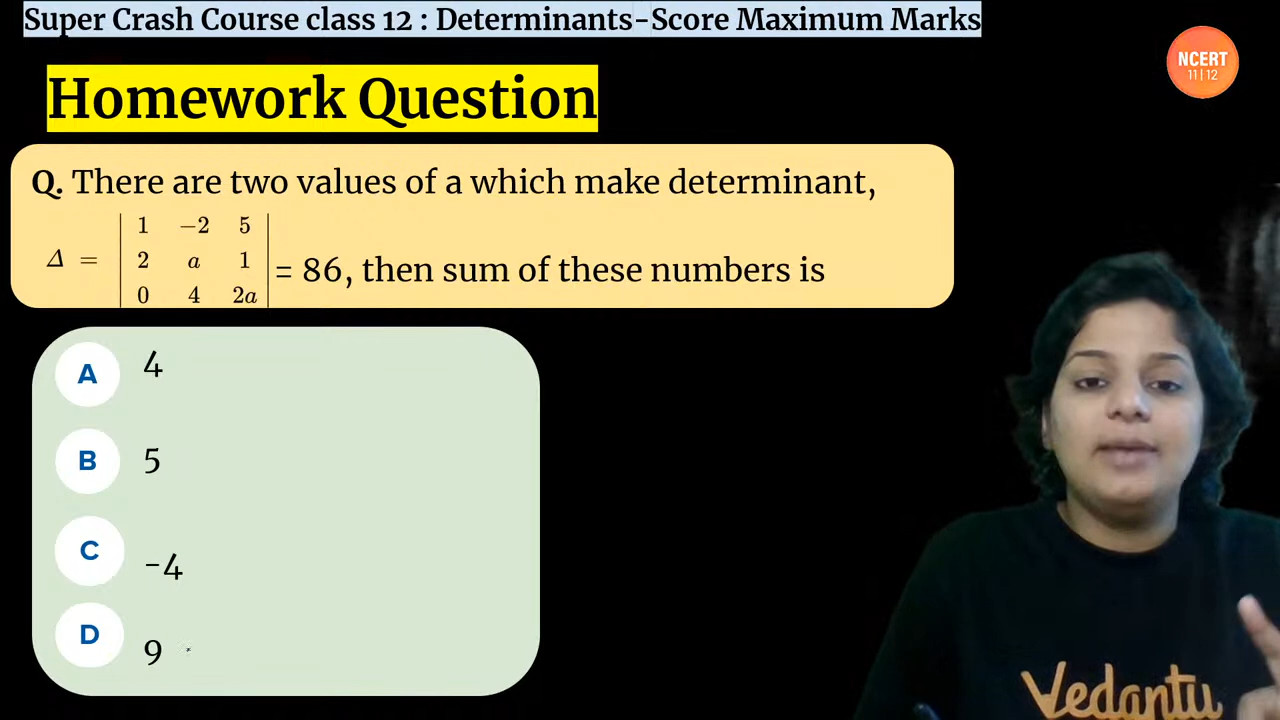 Super Crash Course class 12 : Determinants-Score Maximum Marks
NCERT
11|12
Homework Question
Q. There are two values of a which make determinant,
Δ = | 1 −2 5 |
| 2 a 1 |
| 0 4 2a | = 86, then sum of these numbers is
A 4
B 5
C -4
D 9
Vedantu